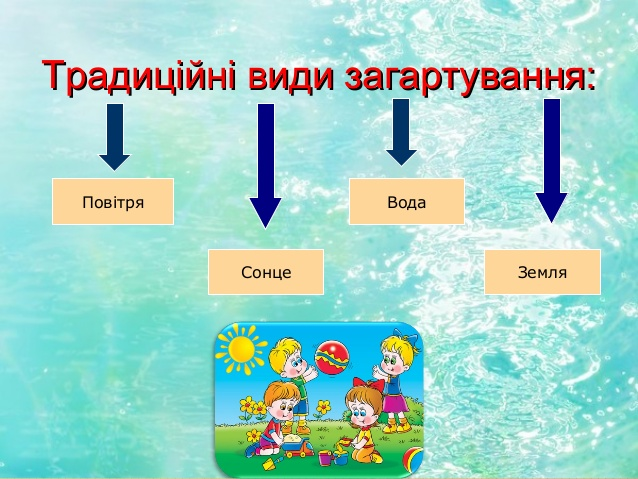 Традиційні види загартування:
Повітря
Вода
Сонце
Земля